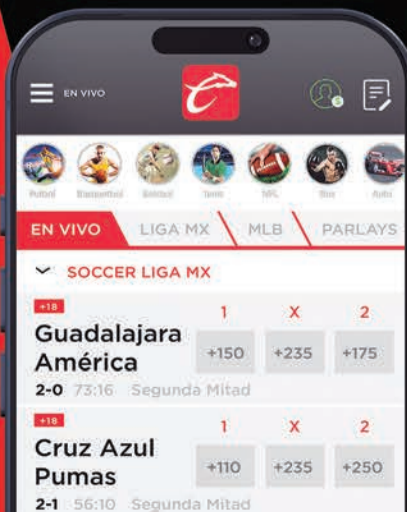 EN VIVO
Futbol Basquetbol Beisbol Tenis NFL Box Auto
EN VIVO LIGA MX MLB PARLAYS
SOCCER LIGA MX
+18 1 X 2
Guadalajara
América
+150 +235 +175
2-0 73:16 Segunda Mitad
+18 1 X 2
Cruz Azul
Pumas
+110 +235 +250
2-1 56:10 Segunda Mitad